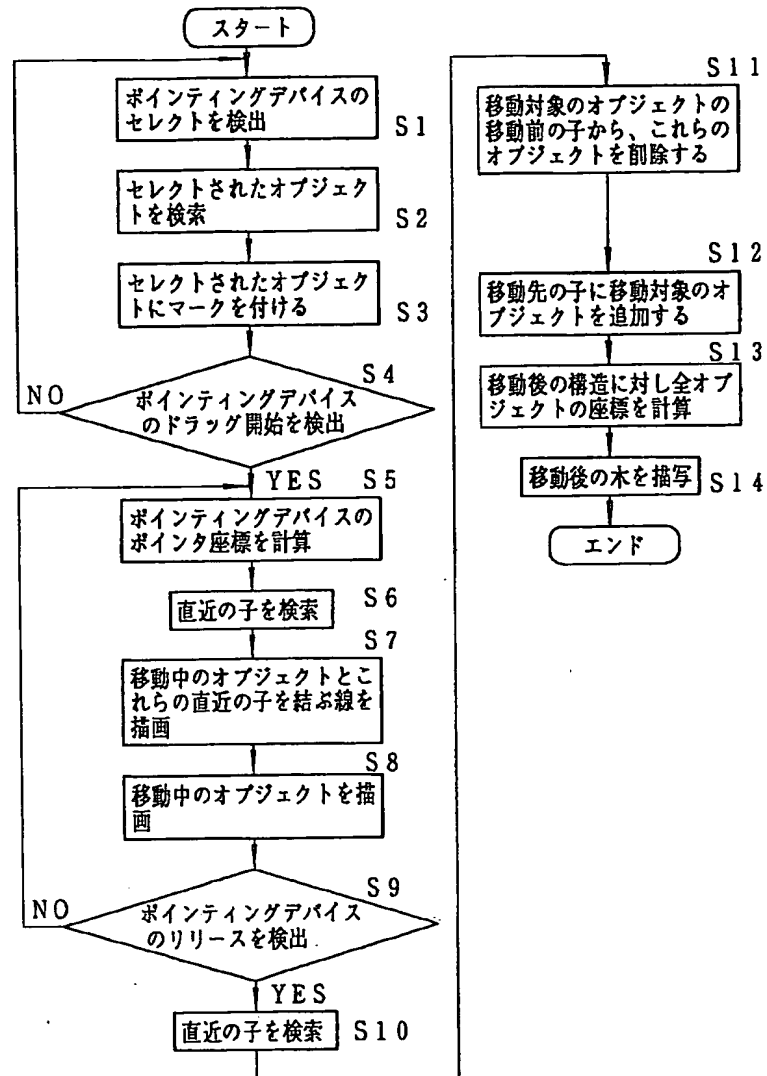 スタート
ポインティングデバイスの
セレクトを検出
S1
セレクトされたオブジェク
トを検索
S2
セレクトされたオブジェク
トにマークを付ける
S3
S4
ポインティングデバイス
のドラッグ開始を検出
NO
YES
S5
ポインティングデバイスの
ポインタ座標を計算
S6
直近の子を検索
S7
移動中のオブジェクトとこ
れらの直近の子を結ぶ線を
描画
S8
移動中のオブジェクトを描
画
S9
ポインティングデバイス
のリリースを検出
NO
YES
直近の子を検索
S10
S11
移動対象のオブジェクトの
移動前の子から、これらの
オブジェクトを削除する
S12
移動先の子に移動対象のオ
ブジェクトを追加する
S13
移動後の構造に対し全オブ
ジェクトの座標を計算
移動後の木を描写
S14
エンド